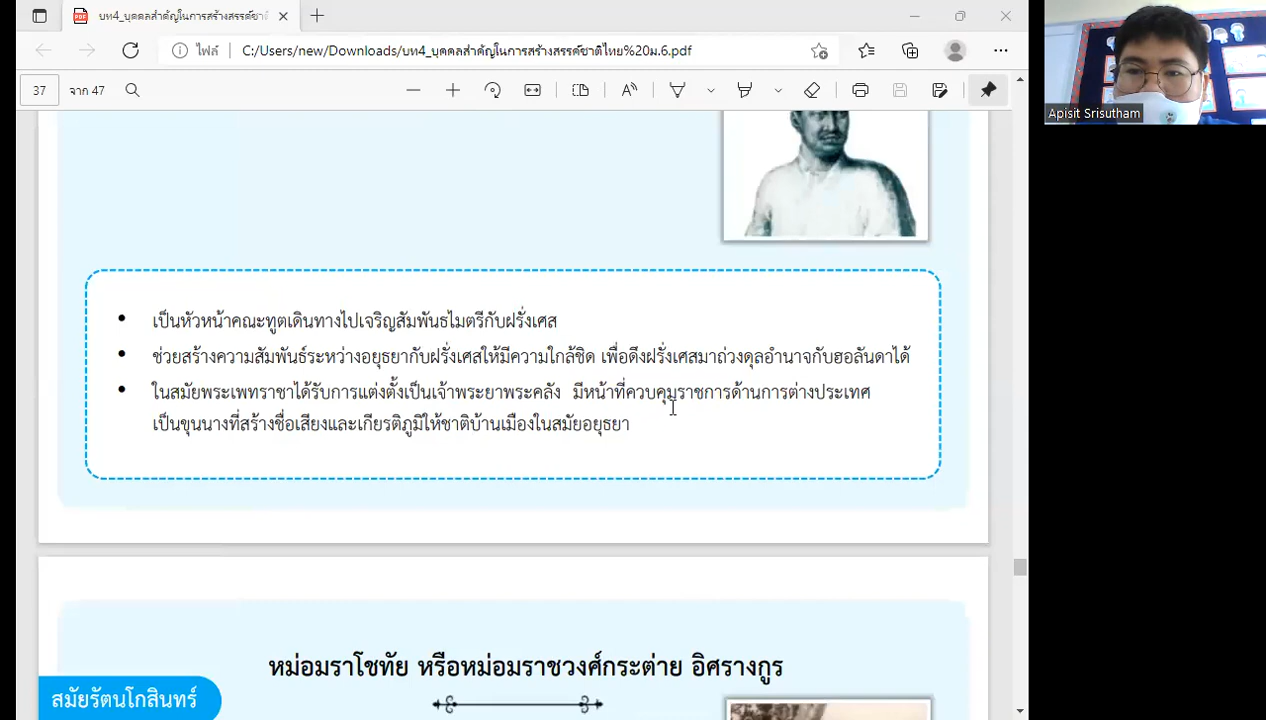 บท4_บุคคลสำคัญในการสร้างสรรค์ชาติ
ไฟล์ C:/Users/new/Downloads/บท4_บุคคลสำคัญในการสร้างสรรค์ชาติไทย%20ม.6.pdf
37 จาก 47
Apisit Srisutham
• เป็นหัวหน้าคณะทูตเดินทางไปเจริญสัมพันธไมตรีกับฝรั่งเศส
• ช่วยสร้างความสัมพันธ์ระหว่างอยุธยากับฝรั่งเศสให้มีความใกล้ชิด เพื่อดึงฝรั่งเศสมาถ่วงดุลอำนาจกับฮอลันดาได้
• ในสมัยพระเพทราชาได้รับการแต่งตั้งเป็นเจ้าพระยาพระคลัง มีหน้าที่ควบคุมราชการด้านการต่างประเทศ
เป็นขุนนางที่สร้างชื่อเสียงและเกียรติภูมิให้ชาติบ้านเมืองในสมัยอยุธยา
หม่อมราโชทัย หรือหม่อมราชวงศ์กระต่าย อิศรางกูร
สมัยรัตนโกสินทร์